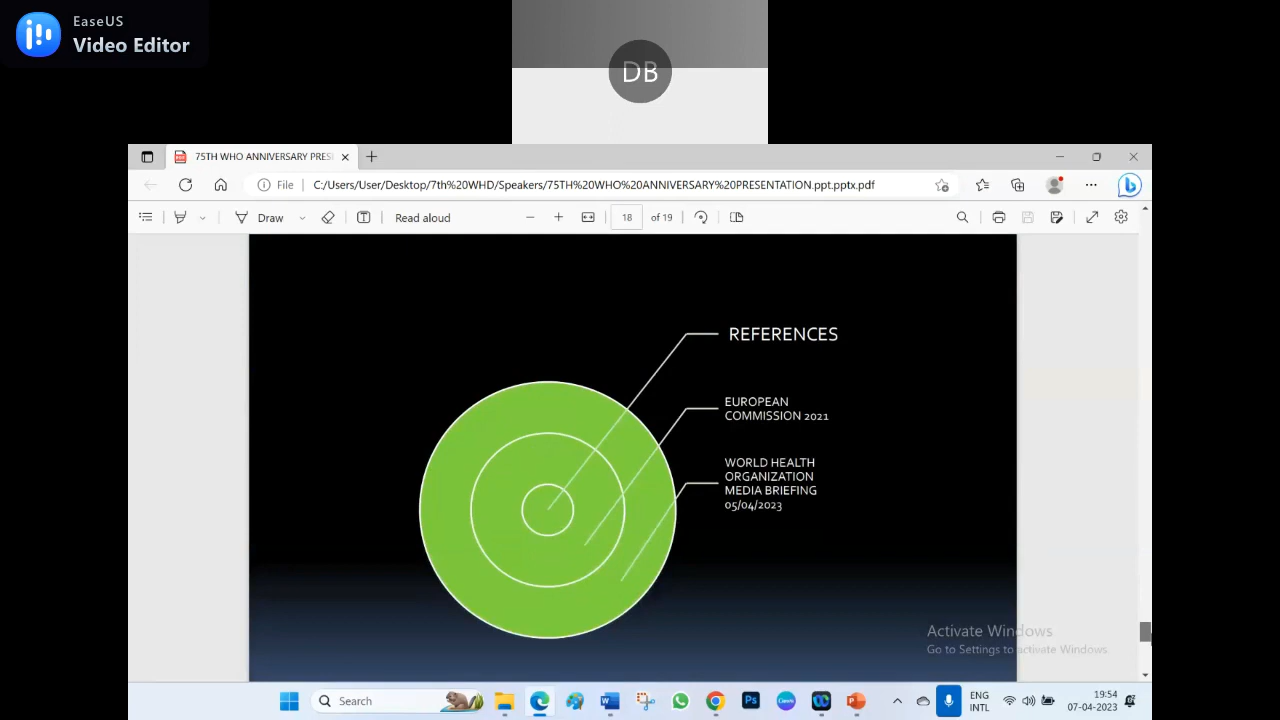 EaseUS
Video Editor
DB
75TH WHO ANNIVERSARY PRES
File
C:/Users/User/Desktop/7th%20WHD/Speakers/75TH%20WHO%20ANNIVERSARY%20PRESENTATION.ppt.pptx.pdf
Draw
Read aloud
18
of 19
REFERENCES
EUROPEAN
COMMISSION 2021
WORLD HEALTH
ORGANIZATION
MEDIA BRIEFING
05/04/2023
Activate Windows
Go to Settings to activate Windows.
Search
Ps
ENG
INTL
19:54
07-04-2023